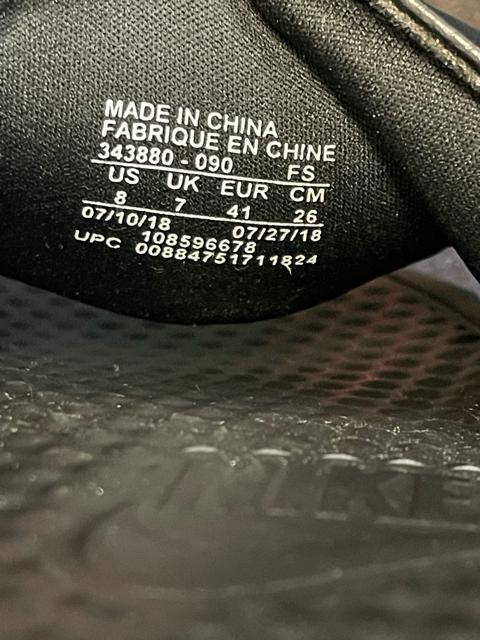 MADE IN CHINA
FABRIQUE EN CHINE
343880 - 090 FS
US UK EUR CM
8 7 41 26
07/10/18 07/27/18
108596678
UPC 00884751711824
NIKE